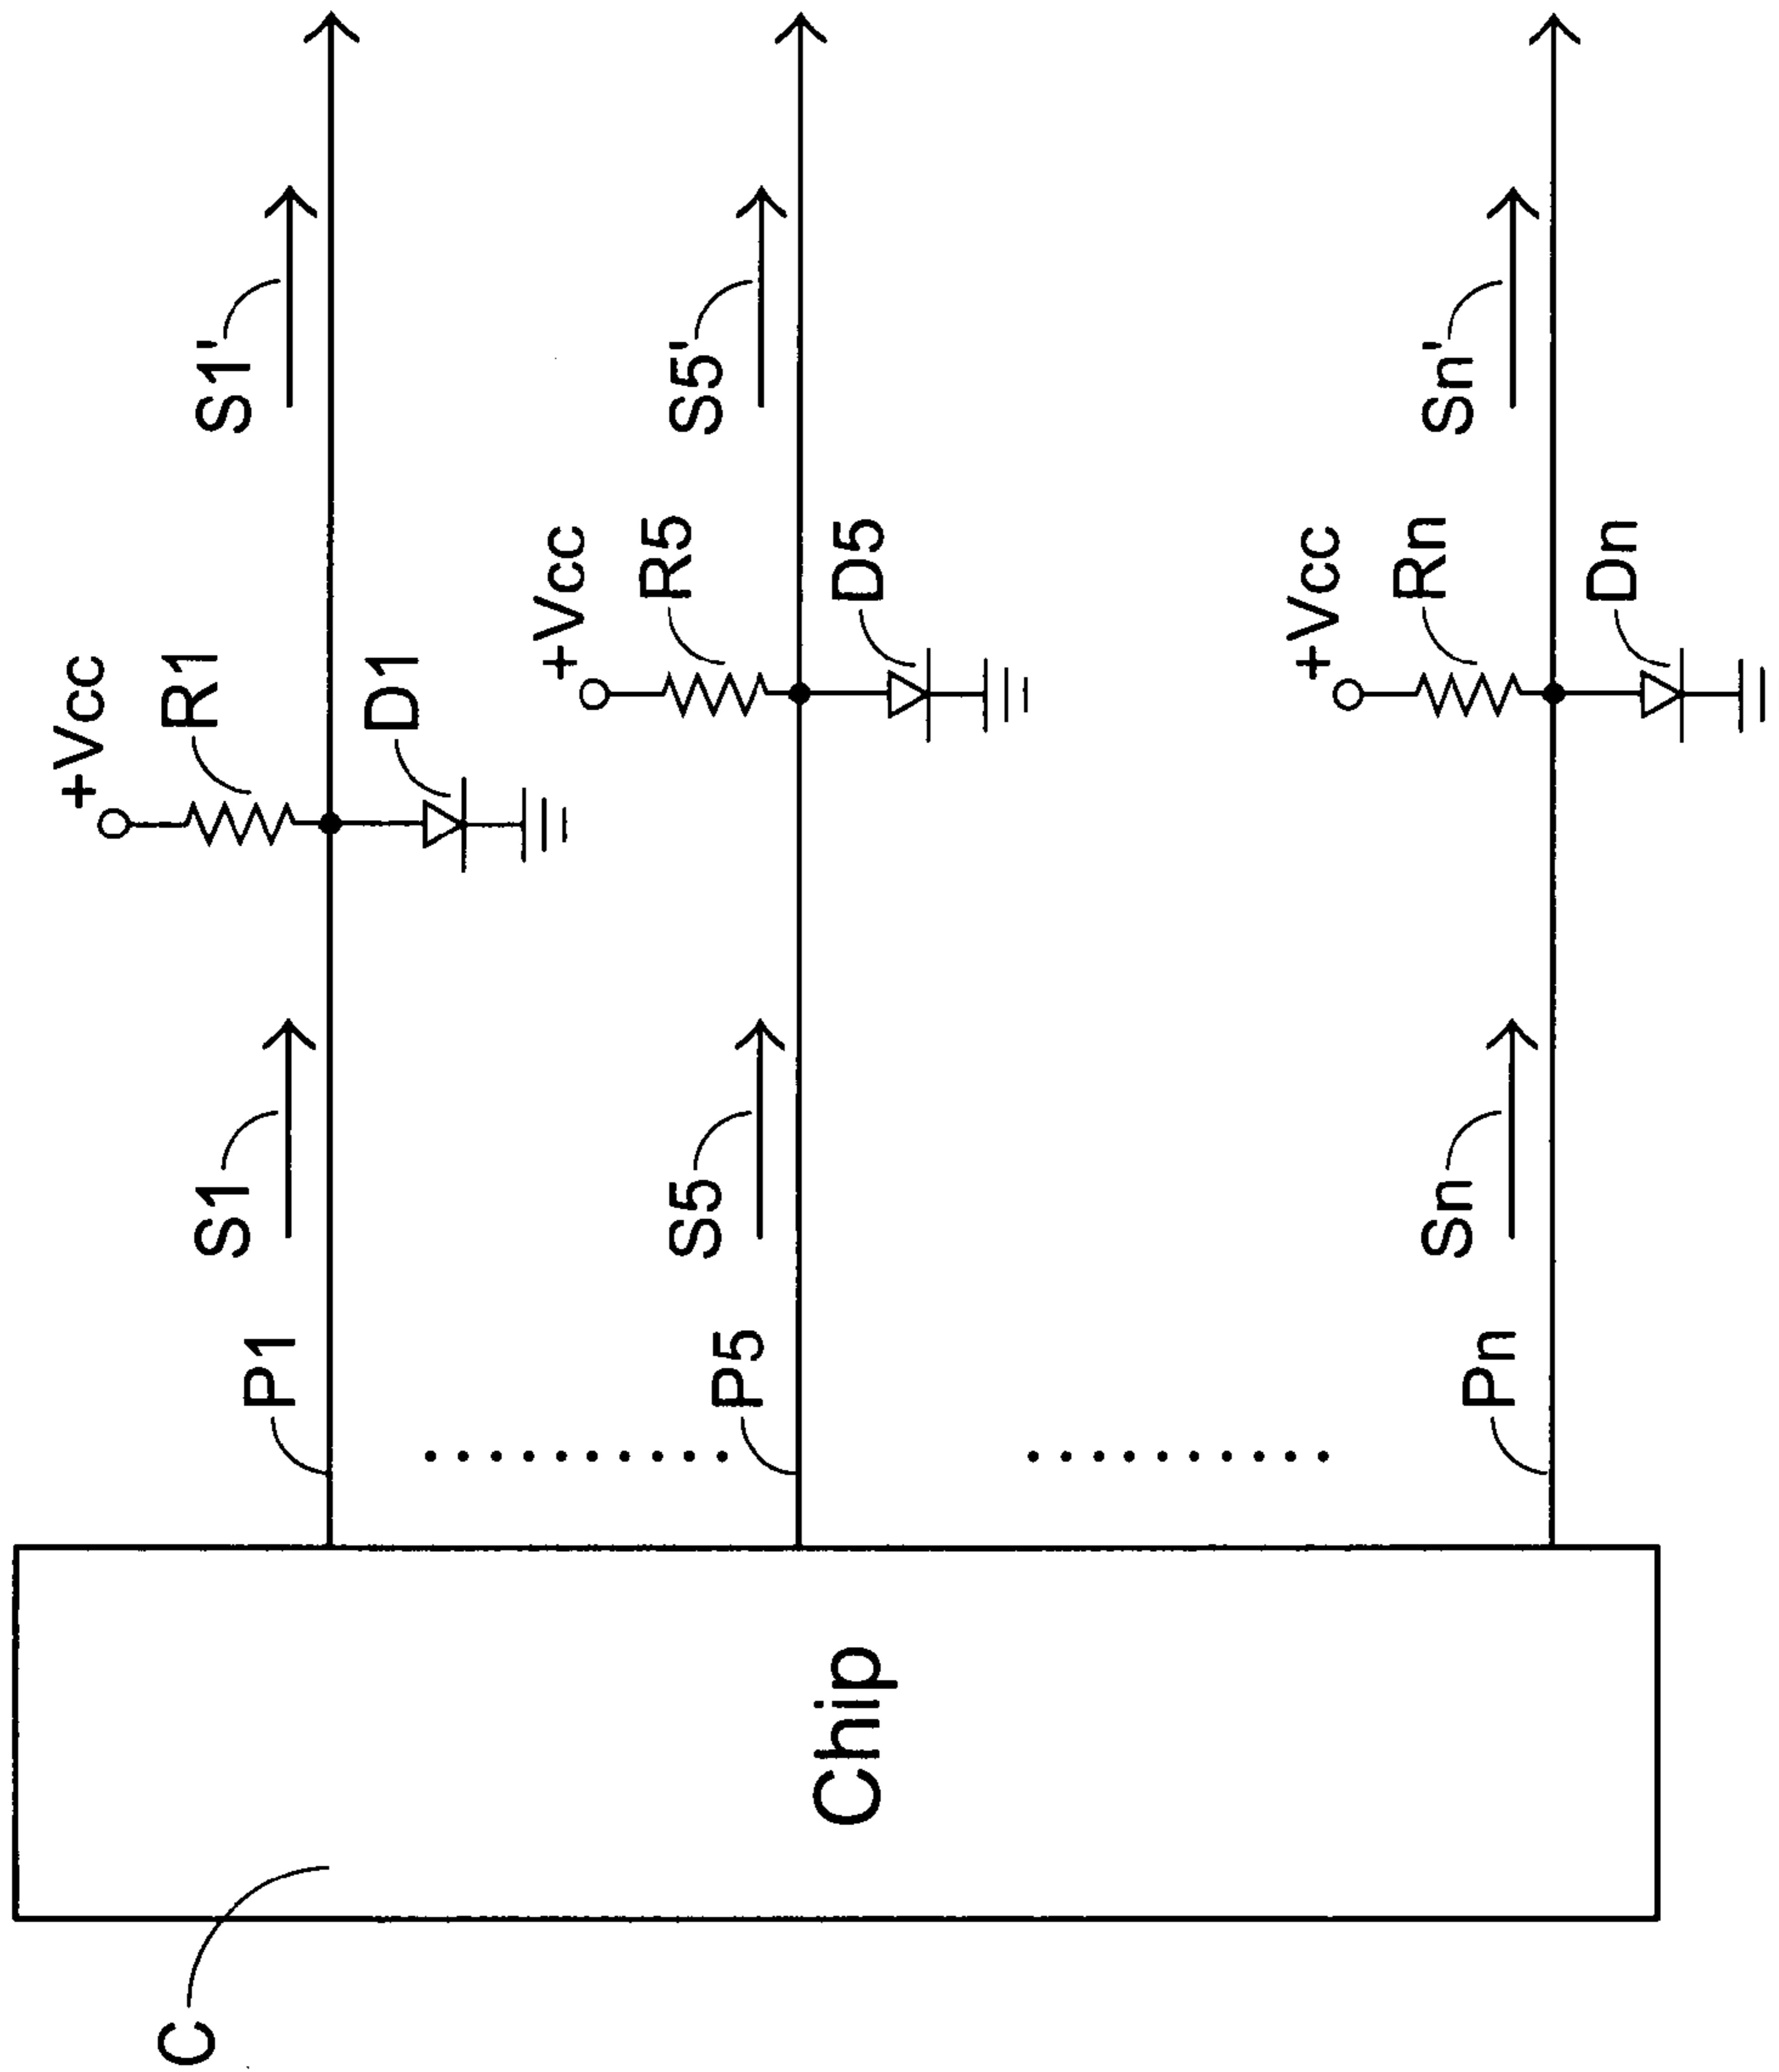 C
Chip
P1
S1
+Vcc
R1
D1
S1'
P5
S5
+Vcc
R5
D5
S5'
Pn
Sn
+Vcc
Rn
Dn
Sn'